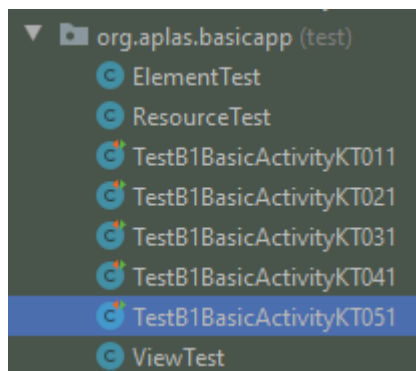 org.aplas.basicapp (test)
ElementTest
ResourceTest
TestB1BasicActivityKT011
TestB1BasicActivityKT021
TestB1BasicActivityKT031
TestB1BasicActivityKT041
TestB1BasicActivityKT051
ViewTest